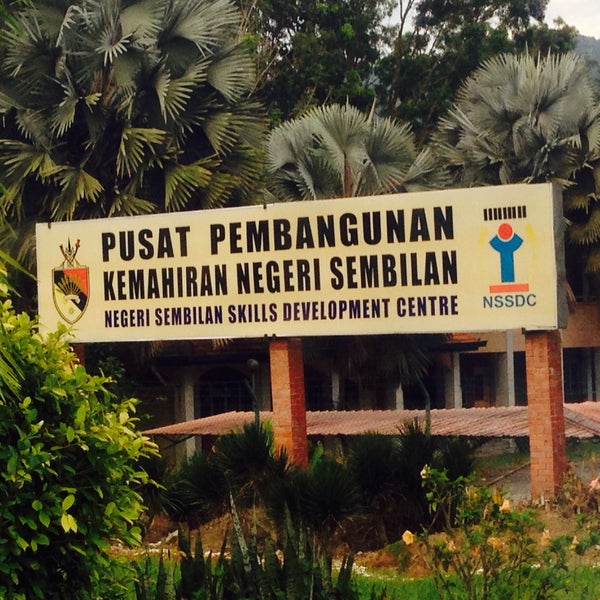 PUSAT PEMBANGUNAN
KEMAHIRAN NEGERI SEMBILAN
NEGERI SEMBILAN SKILLS DEVELOPMENT CENTRE
NSSDC